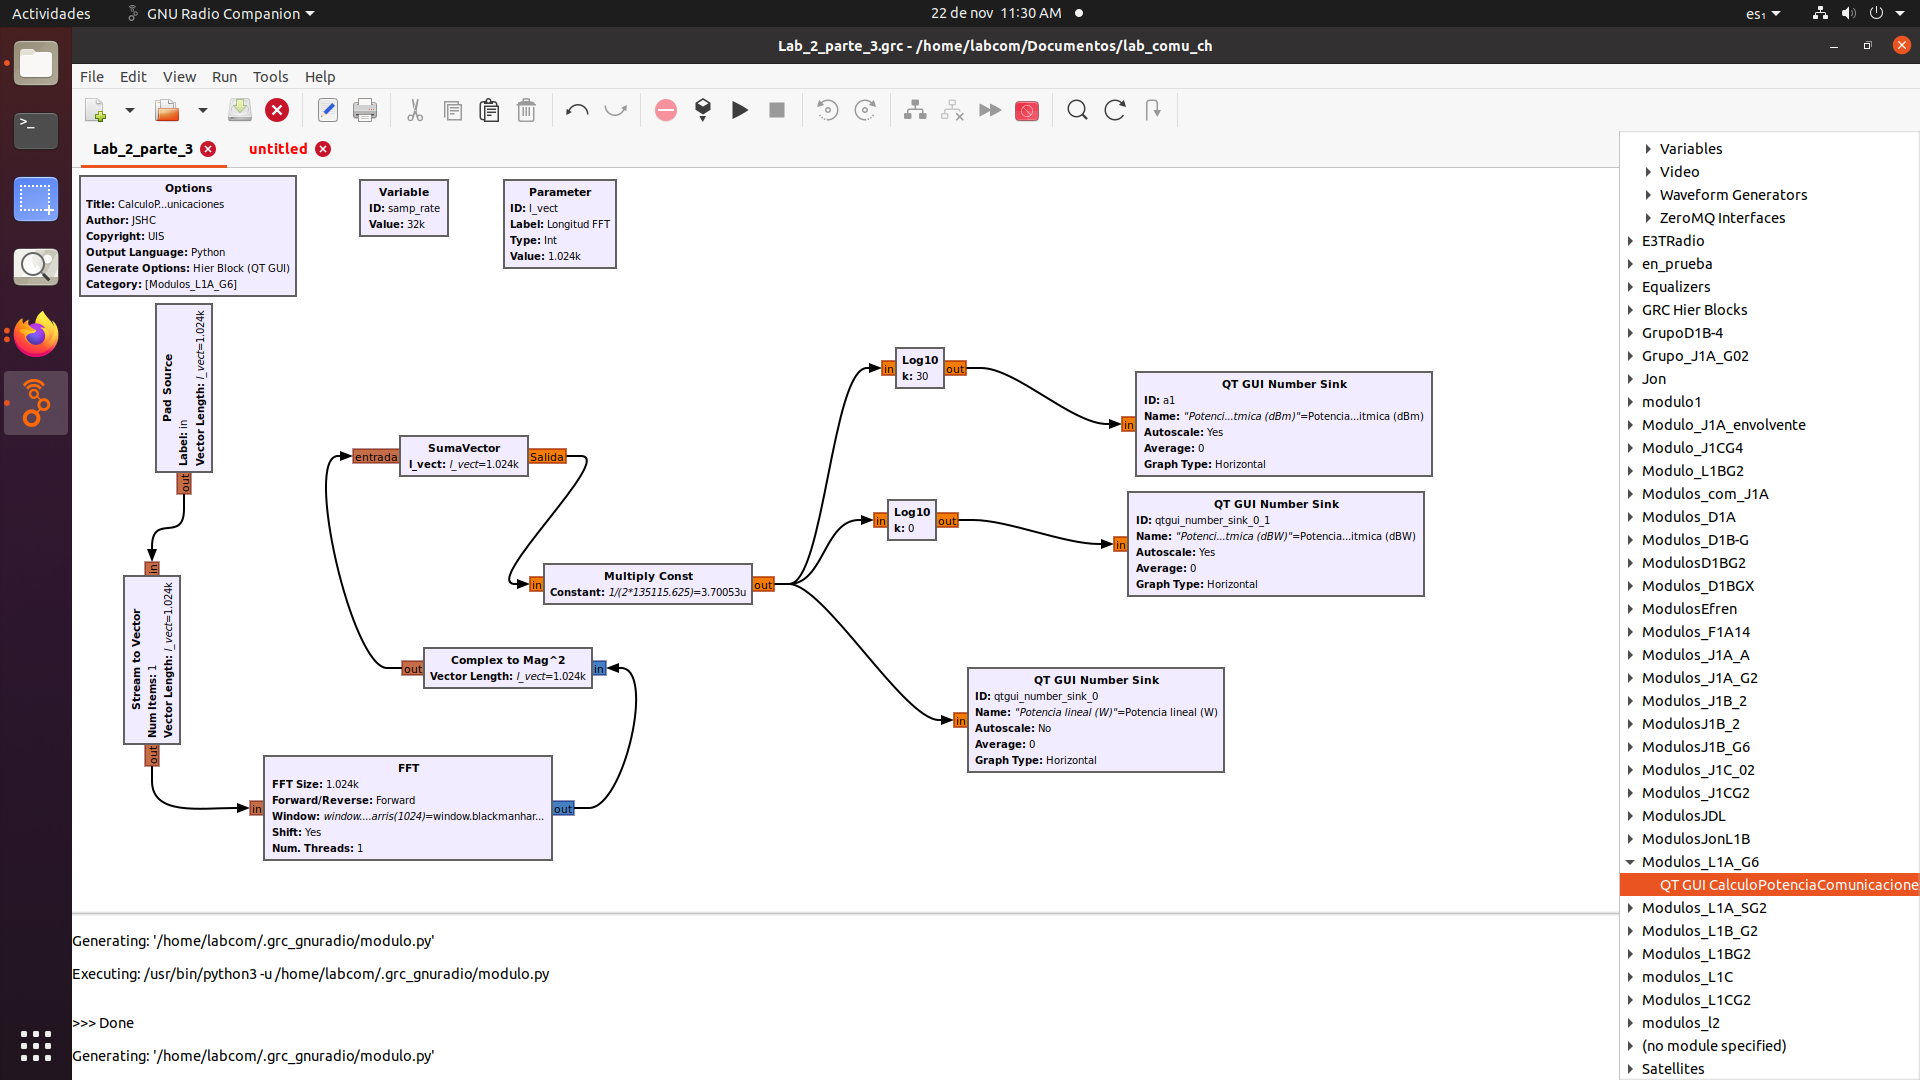 Actividades
GNU Radio Companion
22 de nov 11:30 AM
es₁
Lab_2_parte_3.grc - /home/labcom/Documentos/lab_comu_ch
File Edit View Run Tools Help
Lab_2_parte_3
untitled
Options
Title: CalculoP...unicaciones
Author: JSHC
Copyright: UIS
Output Language: Python
Generate Options: Hier Block (QT GUI)
Category: [Modulos_L1A_G6]
Variable
ID: samp_rate
Value: 32k
Parameter
ID: l_vect
Label: Longitud FFT
Type: Int
Value: 1.024k
Pad Source
Label: in
Vector Length: l_vect=1.024k
out
in
Stream to Vector
Num Items: 1
Vector Length: l_vect=1.024k
out
entrada
SumaVector
l_vect: l_vect=1.024k
Salida
in
Multiply Const
Constant: 1/(2*135115.625)=3.70053u
out
out
Complex to Mag^2
Vector Length: l_vect=1.024k
in
in
FFT
FFT Size: 1.024k
Forward/Reverse: Forward
Window: window....arris(1024)=window.blackmanhar...
Shift: Yes
Num. Threads: 1
out
in
Log10
k: 30
out
in
QT GUI Number Sink
ID: a1
Name: "Potenci...tmica (dBm)"=Potencia...itmica (dBm)
Autoscale: Yes
Average: 0
Graph Type: Horizontal
in
Log10
k: 0
out
in
QT GUI Number Sink
ID: qtgui_number_sink_0_1
Name: "Potenci...tmica (dBW)"=Potencia...itmica (dBW)
Autoscale: Yes
Average: 0
Graph Type: Horizontal
in
QT GUI Number Sink
ID: qtgui_number_sink_0
Name: "Potencia lineal (W)"=Potencia lineal (W)
Autoscale: No
Average: 0
Graph Type: Horizontal
Variables
Video
Waveform Generators
ZeroMQ Interfaces
E3TRadio
en_prueba
Equalizers
GRC Hier Blocks
GrupoD1B-4
Grupo_J1A_G02
Jon
modulo1
Modulo_J1A_envolvente
Modulo_J1CG4
Modulo_L1BG2
Modulos_com_J1A
Modulos_D1A
Modulos_D1B-G
ModulosD1BG2
Modulos_D1BGX
ModulosEfren
Modulos_F1A14
Modulos_J1A_A
Modulos_J1A_G2
Modulos_J1B_2
ModulosJ1B_2
ModulosJ1B_G6
Modulos_J1C_02
Modulos_J1CG2
ModulosJDL
ModulosJonL1B
Modulos_L1A_G6
QT GUI CalculoPotenciaComunicacione
Modulos_L1A_SG2
Modulos_L1B_G2
Modulos_L1BG2
modulos_L1C
Modulos_L1CG2
modulos_l2
(no module specified)
Satellites
Generating: '/home/labcom/.grc_gnuradio/modulo.py'
Executing: /usr/bin/python3 -u /home/labcom/.grc_gnuradio/modulo.py
>>> Done
Generating: '/home/labcom/.grc_gnuradio/modulo.py'